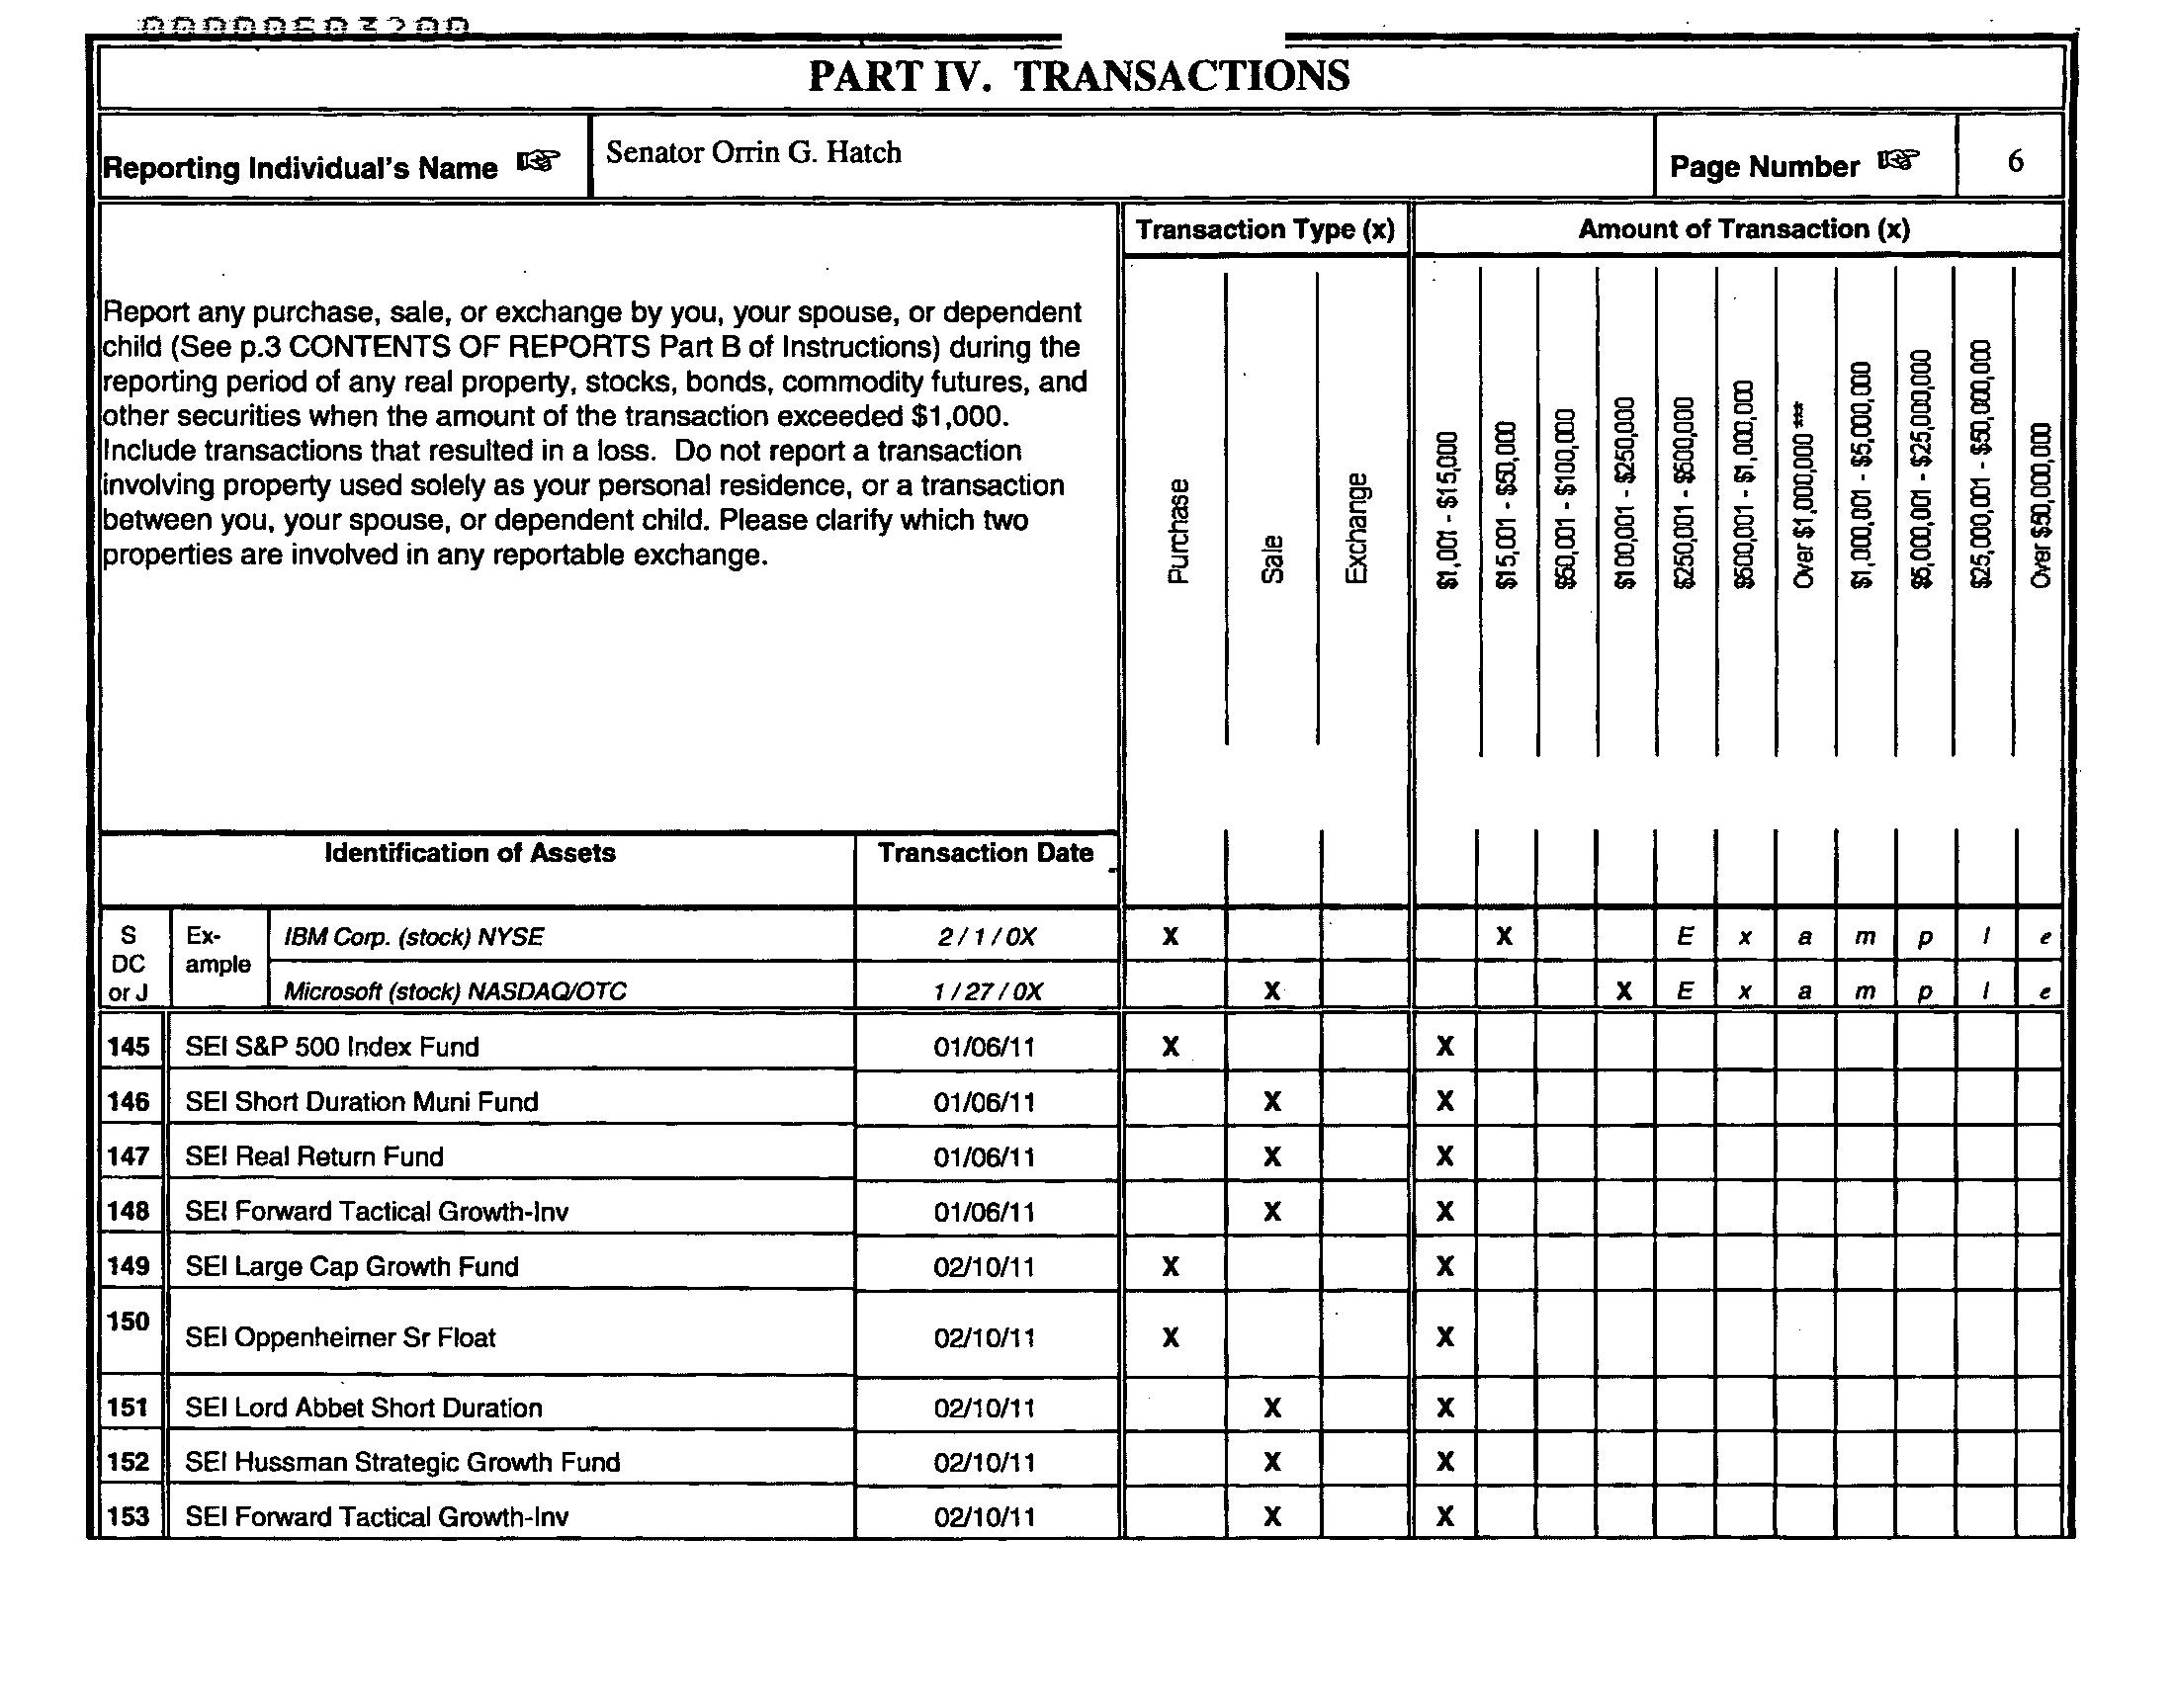 PART IV. TRANSACTIONS
Reporting Individual's Name ☞ Senator Orrin G. Hatch Page Number ☞ 6
Transaction Type (x) Amount of Transaction (x)
Report any purchase, sale, or exchange by you, your spouse, or dependent
child (See p.3 CONTENTS OF REPORTS Part B of Instructions) during the
reporting period of any real property, stocks, bonds, commodity futures, and
other securities when the amount of the transaction exceeded $1,000.
Include transactions that resulted in a loss. Do not report a transaction
involving property used solely as your personal residence, or a transaction
between you, your spouse, or dependent child. Please clarify which two
properties are involved in any reportable exchange.
Purchase
Sale
Exchange
$1,001 - $15,000
$15,001 - $50,000
$50,001 - $100,000
$100,001 - $250,000
$250,001 - $500,000
$500,001 - $1,000,000
Over $1,000,000 ***
$1,000,001 - $5,000,000
$5,000,001 - $25,000,000
$25,000,001 - $50,000,000
Over $50,000,000
Identification of Assets Transaction Date
S
DC
or J
Ex-
ample
IBM Corp. (stock) NYSE 2 / 1 / 0X X X E x a m p l e
Microsoft (stock) NASDAQ/OTC 1 / 27 / 0X X X E x a m p l e
145 SEI S&P 500 Index Fund 01/06/11 X X
146 SEI Short Duration Muni Fund 01/06/11 X X
147 SEI Real Return Fund 01/06/11 X X
148 SEI Forward Tactical Growth-Inv 01/06/11 X X
149 SEI Large Cap Growth Fund 02/10/11 X X
150 SEI Oppenheimer Sr Float 02/10/11 X X
151 SEI Lord Abbet Short Duration 02/10/11 X X
152 SEI Hussman Strategic Growth Fund 02/10/11 X X
153 SEI Forward Tactical Growth-Inv 02/10/11 X X